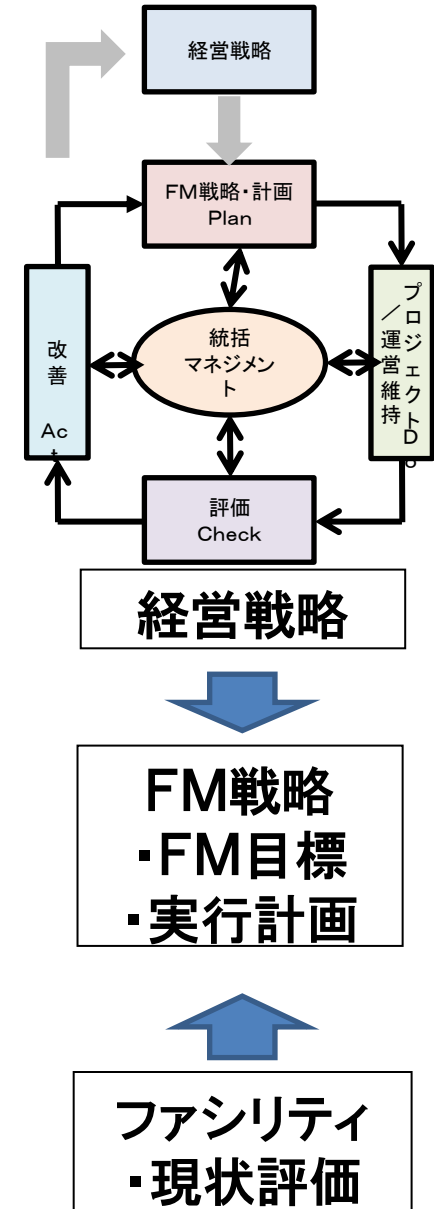 経営戦略
FM戦略・計画
Plan
プロジェクトDo
／運営維持
統括
マネジメン
ト
改
善
Ac
t
評価
Check
経営戦略
FM戦略
・FM目標
・実行計画
ファシリティ
・現状評価